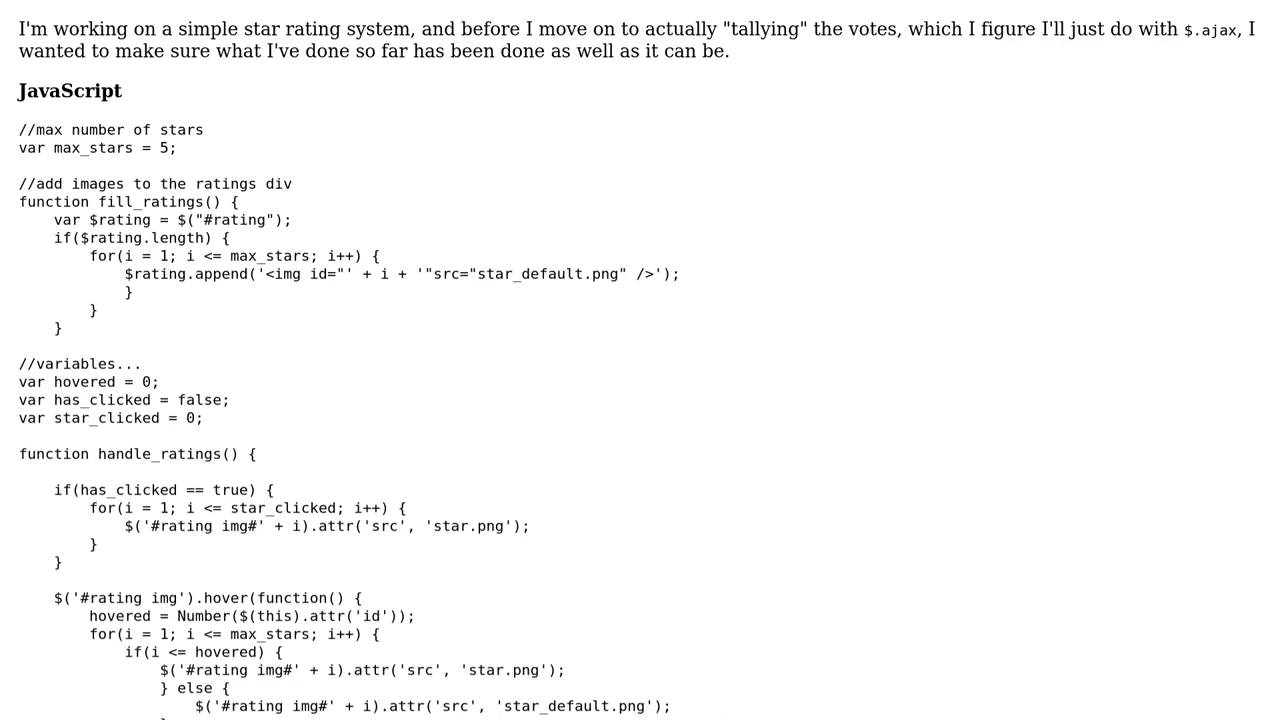 I'm working on a simple star rating system, and before I move on to actually "tallying" the votes, which I figure I'll just do with $.ajax, I
wanted to make sure what I've done so far has been done as well as it can be.
JavaScript
//max number of stars
var max_stars = 5;
//add images to the ratings div
function fill_ratings() {
    var $rating = $("#rating");
    if($rating.length) {
        for(i = 1; i <= max_stars; i++) {
            $rating.append('<img id="' + i + '"src="star_default.png" />');
            }
        }
    }
//variables...
var hovered = 0;
var has_clicked = false;
var star_clicked = 0;
function handle_ratings() {
    if(has_clicked == true) {
        for(i = 1; i <= star_clicked; i++) {
            $('#rating img#' + i).attr('src', 'star.png');
        }
    }
    $('#rating img').hover(function() {
        hovered = Number($(this).attr('id'));
        for(i = 1; i <= max_stars; i++) {
            if(i <= hovered) {
                $('#rating img#' + i).attr('src', 'star.png');
                } else {
                    $('#rating img#' + i).attr('src', 'star_default.png');